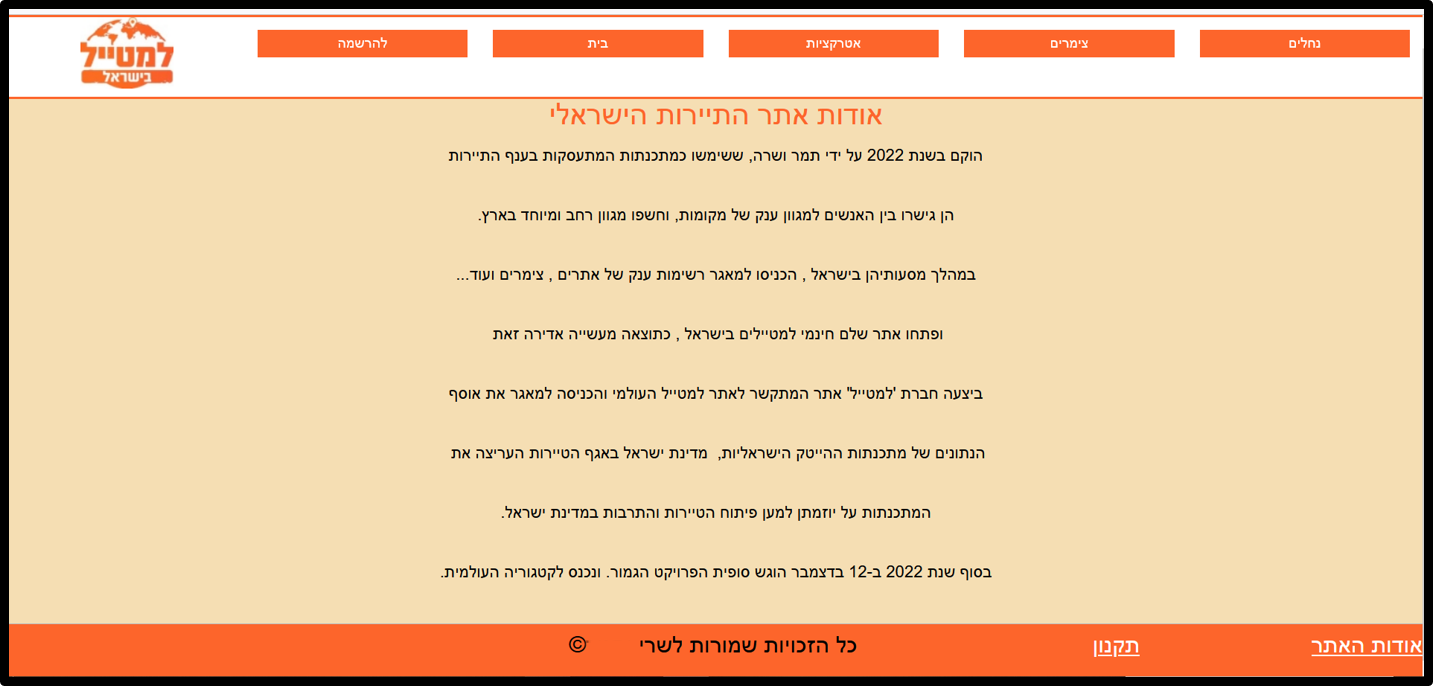 למטייל
בישראל
נחלים
צימרים
אטרקציות
בית
להרשמה
אודות אתר התיירות הישראלי
הוקם בשנת 2022 על ידי תמר ושרה, ששימשו כמתכנתות המתעסקות בענף התיירות
הן גישרו בין האנשים למגוון ענק של מקומות, וחשפו מגוון רחב ומיוחד בארץ.
במהלך מסעותיהן בישראל , הכניסו למאגר רשימות ענק של אתרים , צימרים ועוד...
ופתחו אתר שלם חינמי למטיילים בישראל , כתוצאה מעשייה אדירה זאת
ביצעה חברת 'למטייל' אתר המתקשר לאתר למטייל העולמי והכניסה למאגר את אוסף
הנתונים של מתכנתות ההייטק הישראליות, מדינת ישראל באגף הטיירות העריצה את
המתכנתות על יוזמתן למען פיתוח הטיירות והתרבות במדינת ישראל.
בסוף שנת 2022 ב-12 בדצמבר הוגש סופית הפרויקט הגמור. ונכנס לקטגוריה העולמית.
אודות האתר
תקנון
כל הזכויות שמורות לשרי ©